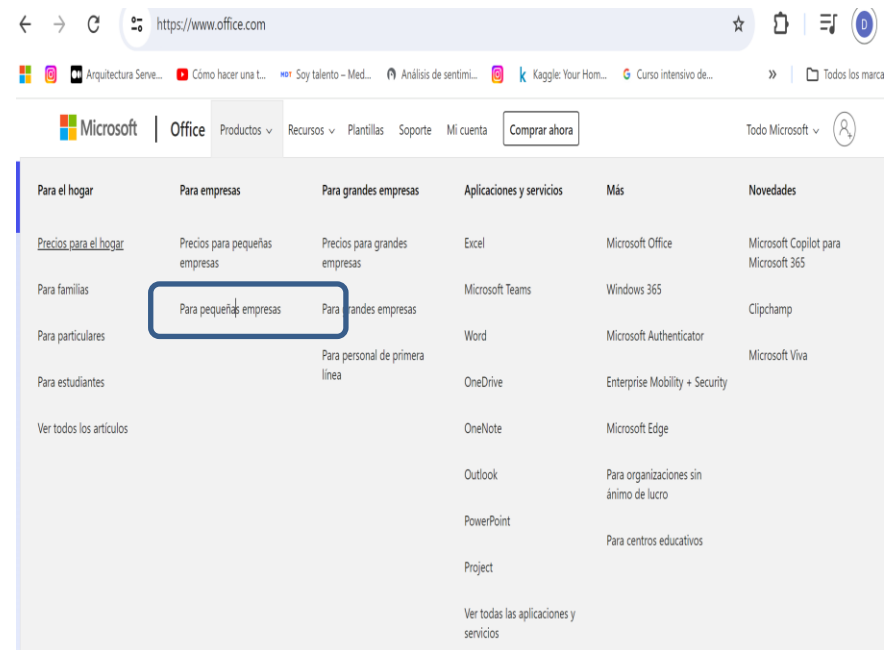 https://www.office.com
Arquitectura Serve... Cómo hacer una t... Soy talento – Med... Análisis de sentimi... Kaggle: Your Hom... Curso intensivo de... » Todos los marca
Microsoft | Office Productos Recursos Plantillas Soporte Mi cuenta Comprar ahora Todo Microsoft
D
Para el hogar
Precios para el hogar
Para familias
Para particulares
Para estudiantes
Ver todos los artículos
Para empresas
Precios para pequeñas
empresas
Para pequeñas empresas
Para grandes empresas
Precios para grandes
empresas
Para grandes empresas
Para personal de primera
línea
Aplicaciones y servicios
Excel
Microsoft Teams
Word
OneDrive
OneNote
Outlook
PowerPoint
Project
Ver todas las aplicaciones y
servicios
Más
Microsoft Office
Windows 365
Microsoft Authenticator
Enterprise Mobility + Security
Microsoft Edge
Para organizaciones sin
ánimo de lucro
Para centros educativos
Novedades
Microsoft Copilot para
Microsoft 365
Clipchamp
Microsoft Viva